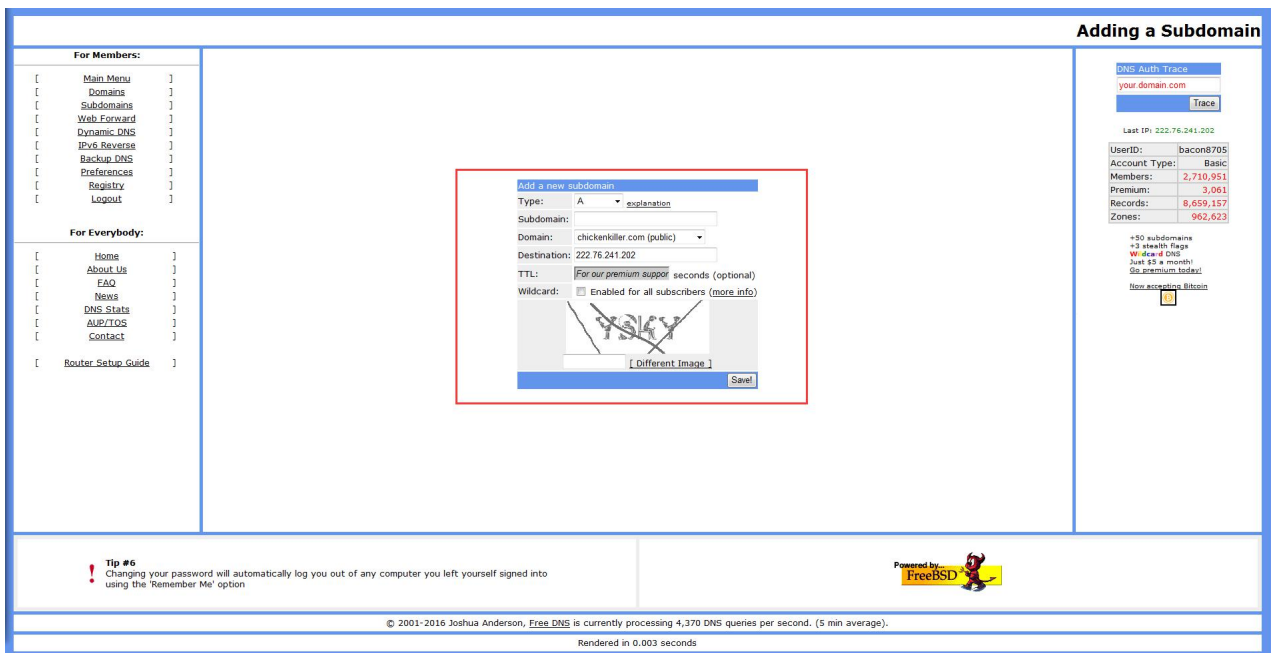 Adding a Subdomain
For Members:
[ Main Menu ]
[ Domains ]
[ Subdomains ]
[ Web Forward ]
[ Dynamic DNS ]
[ IPv6 Reverse ]
[ Backup DNS ]
[ Preferences ]
[ Registry ]
[ Logout ]
For Everybody:
[ Home ]
[ About Us ]
[ FAQ ]
[ News ]
[ DNS Stats ]
[ AUP/TOS ]
[ Contact ]
[ Router Setup Guide ]
Add a new subdomain
Type: A explanation
Subdomain:
Domain: chickenkiller.com (public)
Destination: 222.76.241.202
TTL: For our premium suppor seconds (optional)
Wildcard: Enabled for all subscribers (more info)
YSKY
[ Different Image ]
Save!
DNS Auth Trace
your.domain.com
Trace
Last IP: 222.76.241.202
UserID: bacon8705
Account Type: Basic
Members: 2,710,951
Premium: 3,061
Records: 8,659,157
Zones: 962,623
+50 subdomains
+3 stealth flags
Wildcard DNS
Just $5 a month!
Go premium today!
Now accepting Bitcoin
! Tip #6
Changing your password will automatically log you out of any computer you left yourself signed into
using the 'Remember Me' option
Powered by...
FreeBSD
© 2001-2016 Joshua Anderson, Free DNS is currently processing 4,370 DNS queries per second. (5 min average).
Rendered in 0.003 seconds